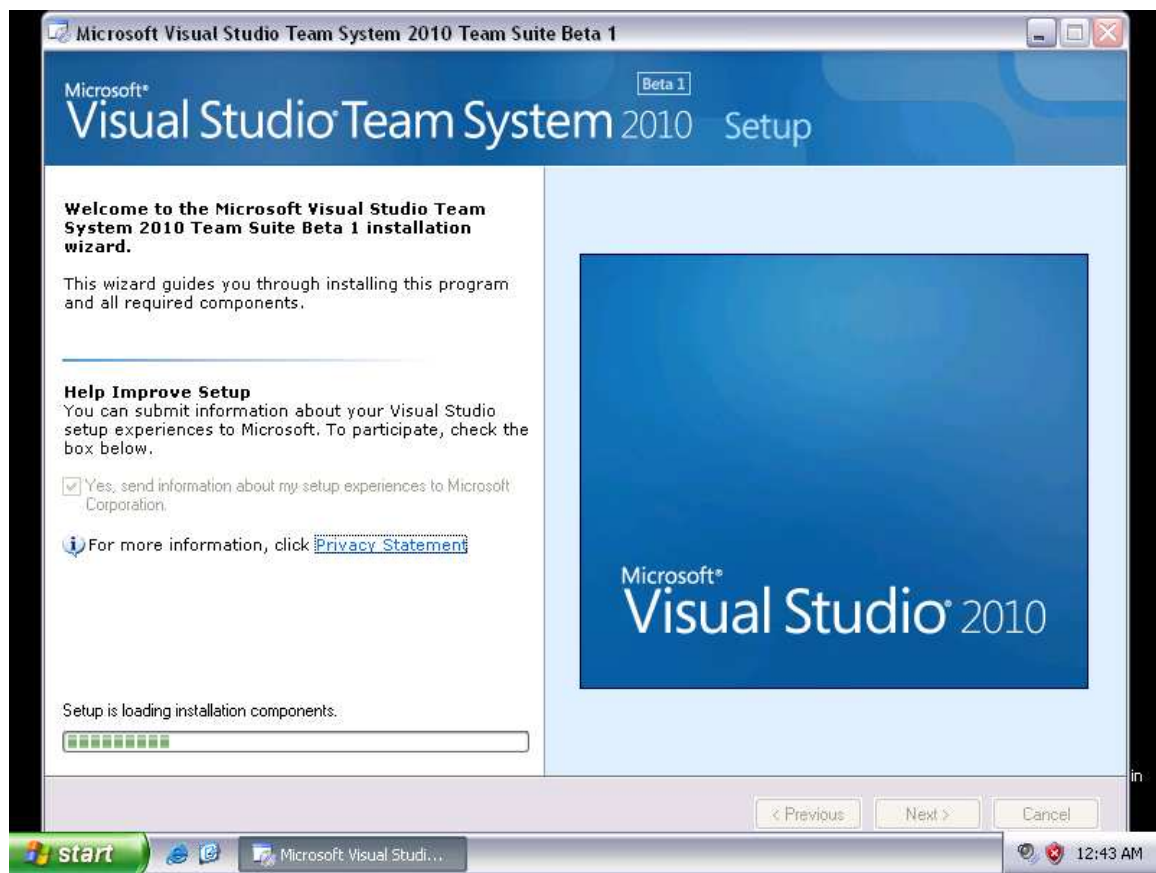 Microsoft Visual Studio Team System 2010 Team Suite Beta 1
Microsoft®
Beta 1
Visual Studio® Team System 2010 Setup
Welcome to the Microsoft Visual Studio Team
System 2010 Team Suite Beta 1 installation
wizard.
This wizard guides you through installing this program
and all required components.
Help Improve Setup
You can submit information about your Visual Studio
setup experiences to Microsoft. To participate, check the
box below.
Yes, send information about my setup experiences to Microsoft
Corporation.
For more information, click Privacy Statement
Setup is loading installation components.
Microsoft®
Visual Studio® 2010
in
< Previous
Next >
Cancel
start
Microsoft Visual Studi...
12:43 AM